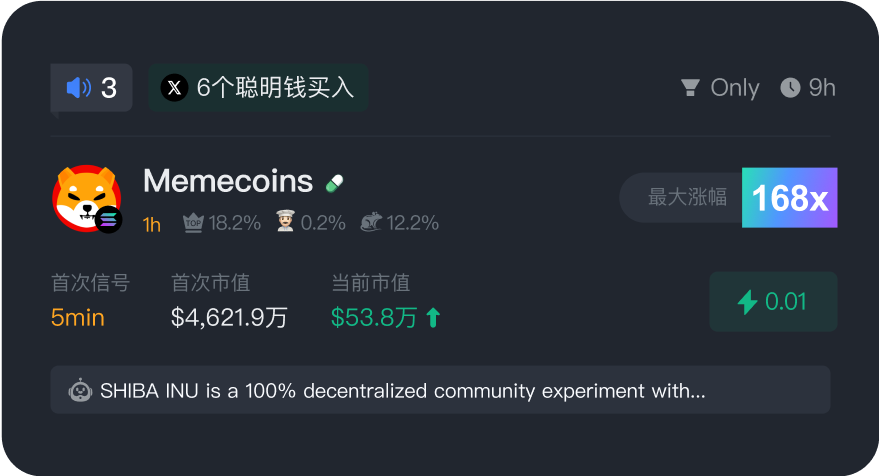 3 6个聪明钱买入 Only 9h
Memecoins
最大涨幅 168x
1h TOP 18.2% 0.2% 12.2%
首次信号 首次市值 当前市值
5min $4,621.9万 $53.8万 0.01
SHIBA INU is a 100% decentralized community experiment with...